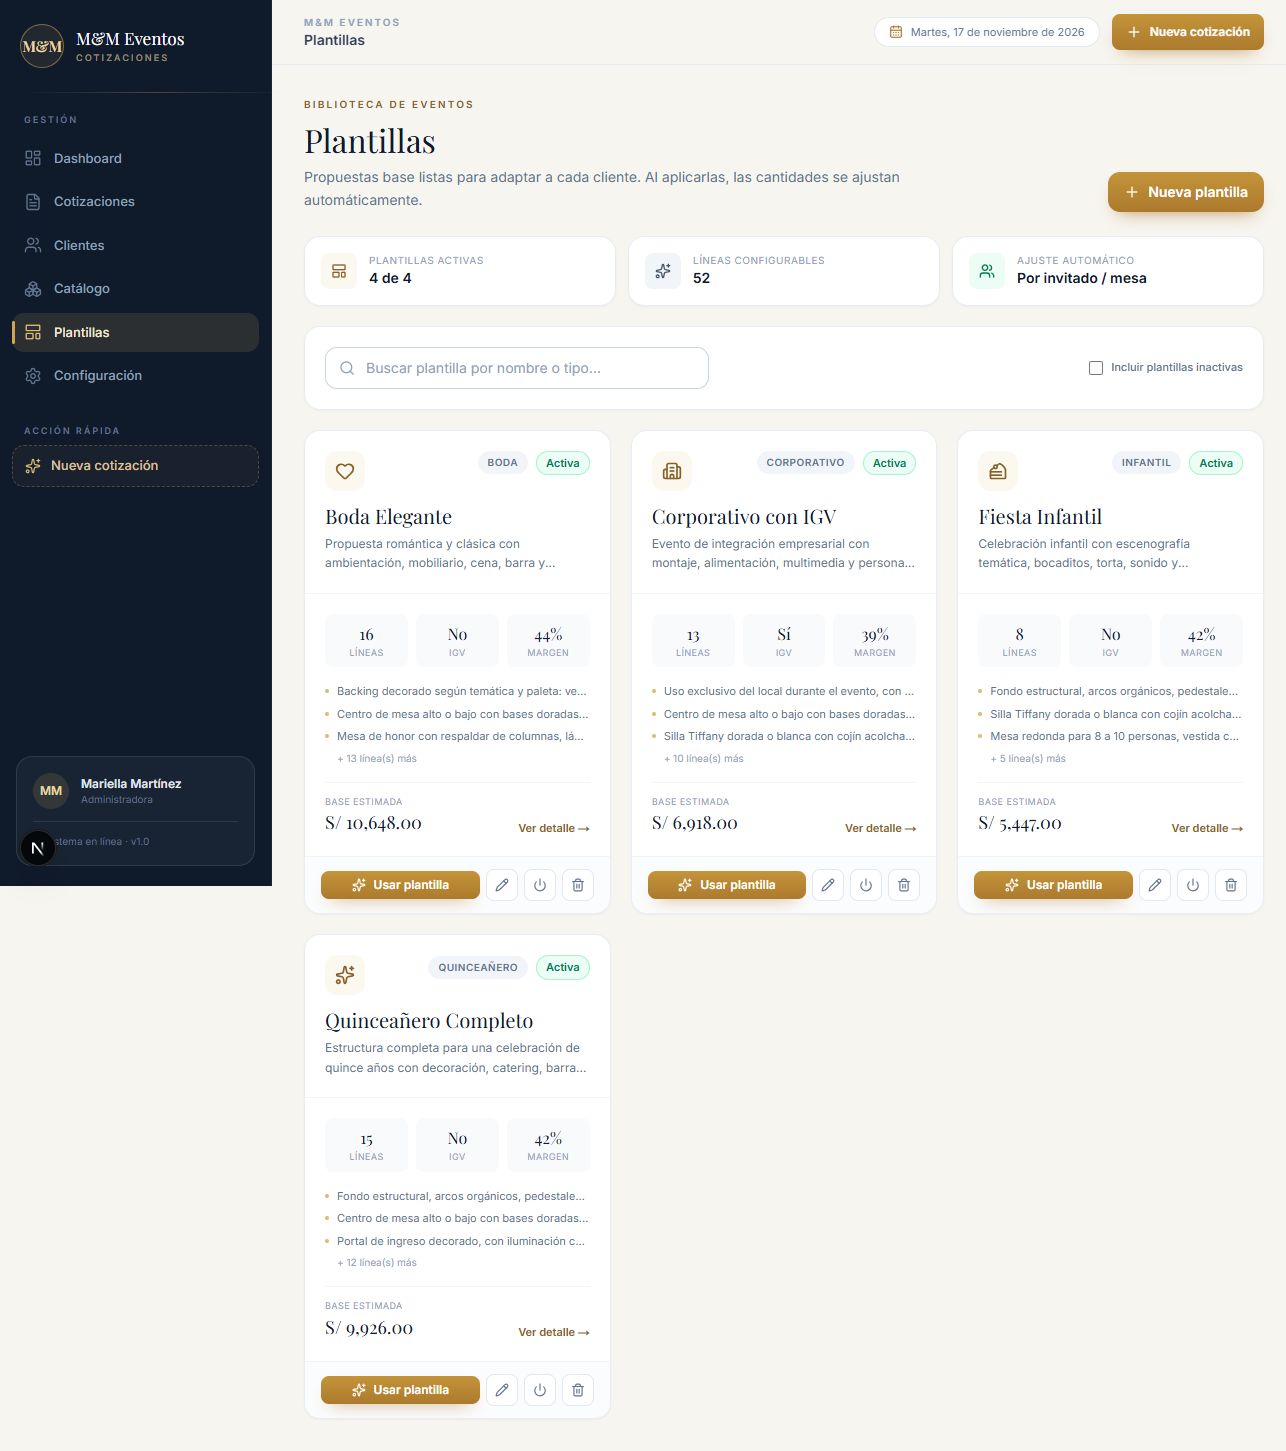 M&M
M&M Eventos
COTIZACIONES
GESTIÓN
Dashboard
Cotizaciones
Clientes
Catálogo
Plantillas
Configuración
ACCIÓN RÁPIDA
Nueva cotización
MM
Mariella Martínez
Administradora
stema en línea · v1.0
N
M&M EVENTOS
Plantillas
Martes, 17 de noviembre de 2026
Nueva cotización
BIBLIOTECA DE EVENTOS
Plantillas
Propuestas base listas para adaptar a cada cliente. Al aplicarlas, las cantidades se ajustan
automáticamente.
Nueva plantilla
PLANTILLAS ACTIVAS
4 de 4
LÍNEAS CONFIGURABLES
52
AJUSTE AUTOMÁTICO
Por invitado / mesa
Buscar plantilla por nombre o tipo...
Incluir plantillas inactivas
BODA
Activa
Boda Elegante
Propuesta romántica y clásica con
ambientación, mobiliario, cena, barra y...
16
LÍNEAS
No
IGV
44%
MARGEN
Backing decorado según temática y paleta: ve...
Centro de mesa alto o bajo con bases doradas...
Mesa de honor con respaldar de columnas, lá...
+ 13 línea(s) más
BASE ESTIMADA
S/ 10,648.00
Ver detalle →
Usar plantilla
CORPORATIVO
Activa
Corporativo con IGV
Evento de integración empresarial con
montaje, alimentación, multimedia y persona...
13
LÍNEAS
Sí
IGV
39%
MARGEN
Uso exclusivo del local durante el evento, con ...
Centro de mesa alto o bajo con bases doradas...
Silla Tiffany dorada o blanca con cojín acolcha...
+ 10 línea(s) más
BASE ESTIMADA
S/ 6,918.00
Ver detalle →
Usar plantilla
INFANTIL
Activa
Fiesta Infantil
Celebración infantil con escenografía
temática, bocaditos, torta, sonido y...
8
LÍNEAS
No
IGV
42%
MARGEN
Fondo estructural, arcos orgánicos, pedestale...
Silla Tiffany dorada o blanca con cojín acolcha...
Mesa redonda para 8 a 10 personas, vestida c...
+ 5 línea(s) más
BASE ESTIMADA
S/ 5,447.00
Ver detalle →
Usar plantilla
QUINCEAÑERO
Activa
Quinceañero Completo
Estructura completa para una celebración de
quince años con decoración, catering, barra...
15
LÍNEAS
No
IGV
42%
MARGEN
Fondo estructural, arcos orgánicos, pedestale...
Centro de mesa alto o bajo con bases doradas...
Portal de ingreso decorado, con iluminación c...
+ 12 línea(s) más
BASE ESTIMADA
S/ 9,926.00
Ver detalle →
Usar plantilla